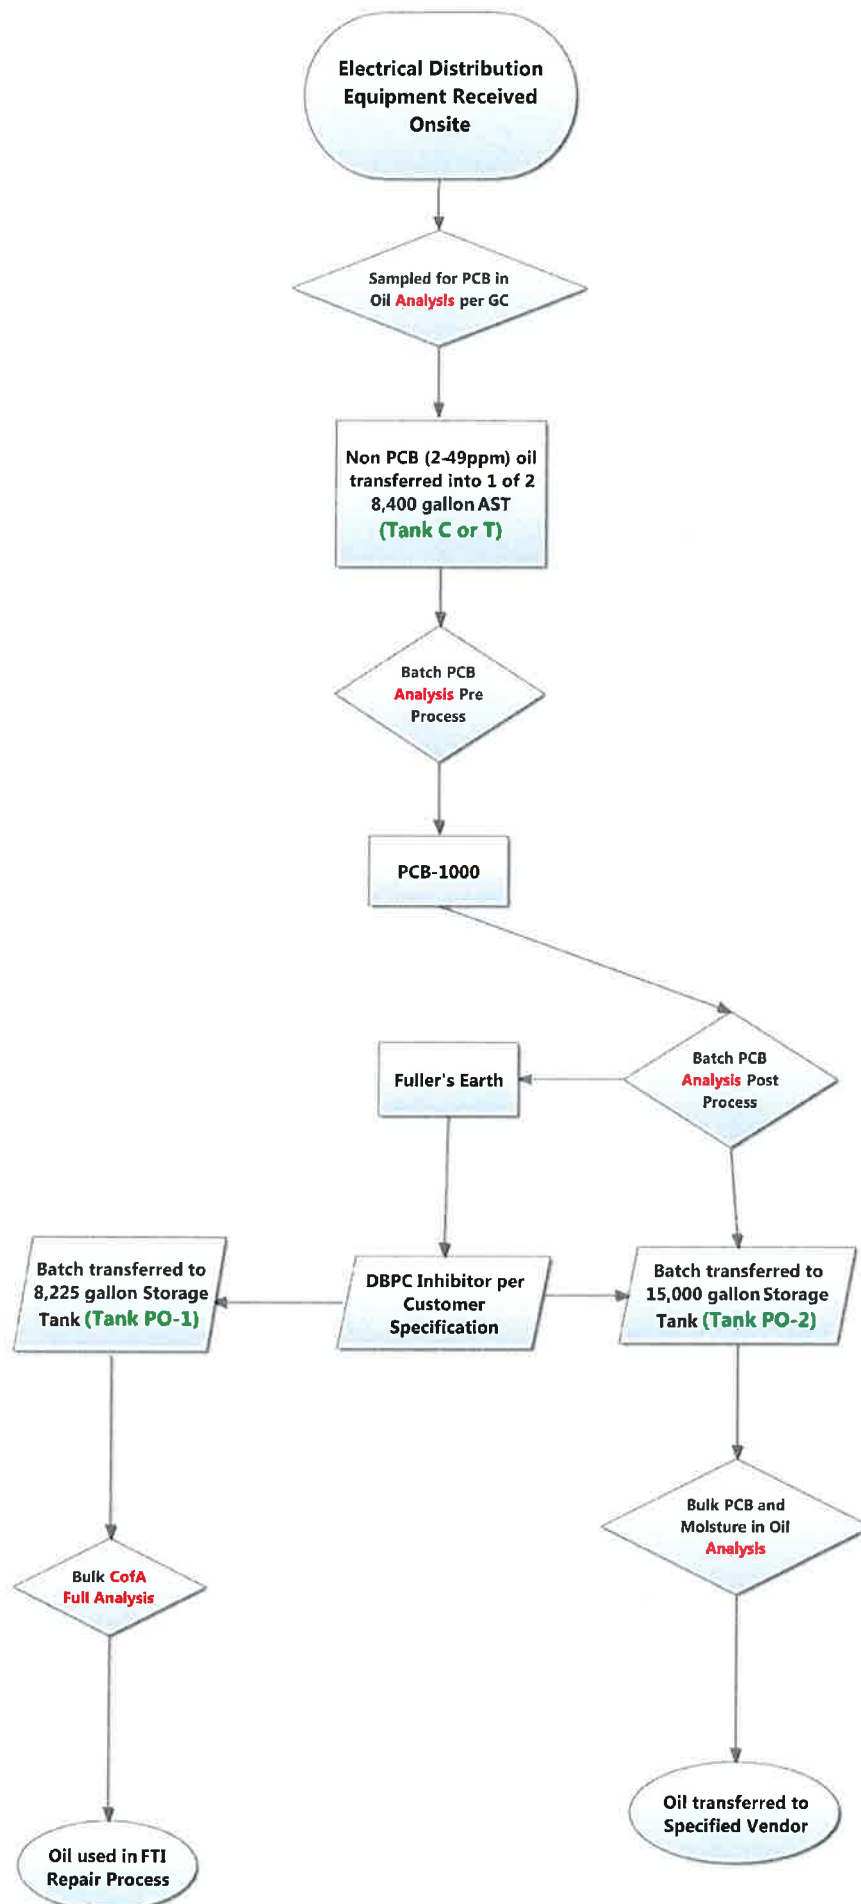 Electrical Distribution
Equipment Received
Onsite
Sampled for PCB in
Oil Analysis per GC
Non PCB (2-49ppm) oil
transferred into 1 of 2
8,400 gallon AST
(Tank C or T)
Batch PCB
Analysis Pre
Process
PCB-1000
Batch PCB
Analysis Post
Process
Fuller's Earth
Batch transferred to
8,225 gallon Storage
Tank (Tank PO-1)
DBPC Inhibitor per
Customer
Specification
Batch transferred to
15,000 gallon Storage
Tank (Tank PO-2)
Bulk PCB and
Moisture in Oil
Analysis
Bulk CofA
Full Analysis
Oil transferred to
Specified Vendor
Oil used in FTI
Repair Process